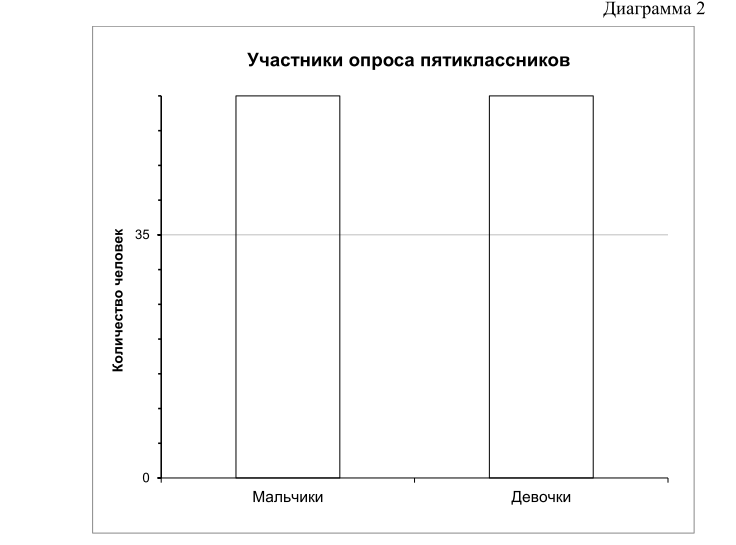 Диаграмма 2
Участники опроса пятиклассников
Количество человек
35
0
Мальчики
Девочки